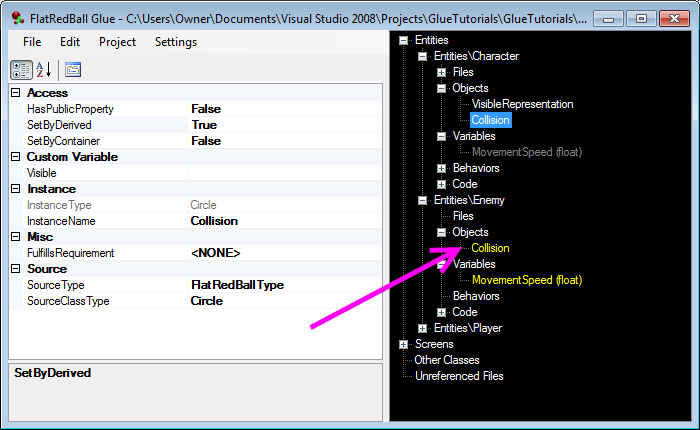 FlatRedBall Glue - C:\Users\Owner\Documents\Visual Studio 2008\Projects\GlueTutorials\GlueTutorials\...
File Edit Project Settings
Access
HasPublicProperty False
SetByDerived True
SetByContainer False
Custom Variable
Visible
Instance
InstanceType Circle
InstanceName Collision
Misc
FulfillsRequirement <NONE>
Source
SourceType FlatRedBallType
SourceClassType Circle
SetByDerived
Entities
Entities\Character
Files
Objects
VisibleRepresentation
Collision
Variables
MovementSpeed (float)
Behaviors
Code
Entities\Enemy
Files
Objects
Collision
Variables
MovementSpeed (float)
Behaviors
Code
Entities\Player
Screens
Other Classes
Unreferenced Files